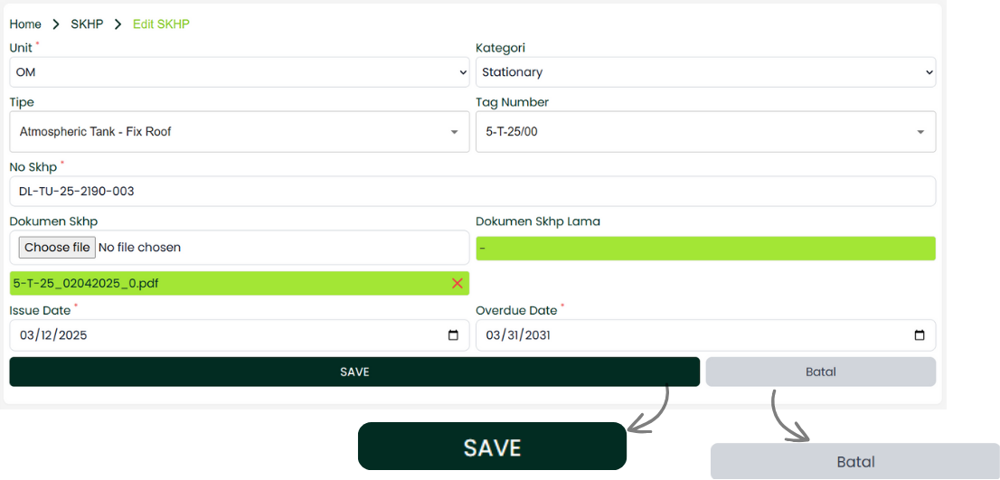 Home > SKHP > Edit SKHP
Unit * Kategori
OM Stationary
Tipe Tag Number
Atmospheric Tank - Fix Roof 5-T-25/00
No Skhp *
DL-TU-25-2190-003
Dokumen Skhp Dokumen Skhp Lama
Choose file No file chosen -
5-T-25_02042025_0.pdf
Issue Date * Overdue Date *
03/12/2025 03/31/2031
SAVE Batal
SAVE
Batal